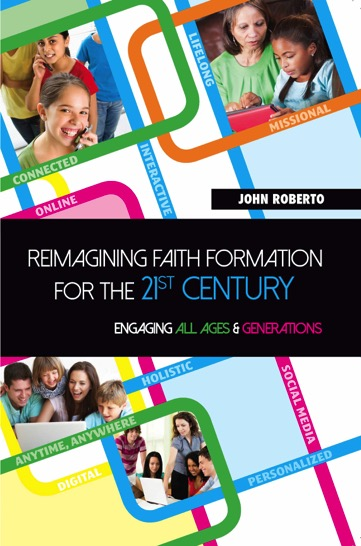 LIFELONG
MISSIONAL
CONNECTED
INTERACTIVE
ONLINE
JOHN ROBERTO
REIMAGINING FAITH FORMATION
FOR THE 21ST CENTURY
ENGAGING ALL AGES & GENERATIONS
HOLISTIC
SOCIAL MEDIA
ANYTIME, ANYWHERE
DIGITAL
PERSONALIZED